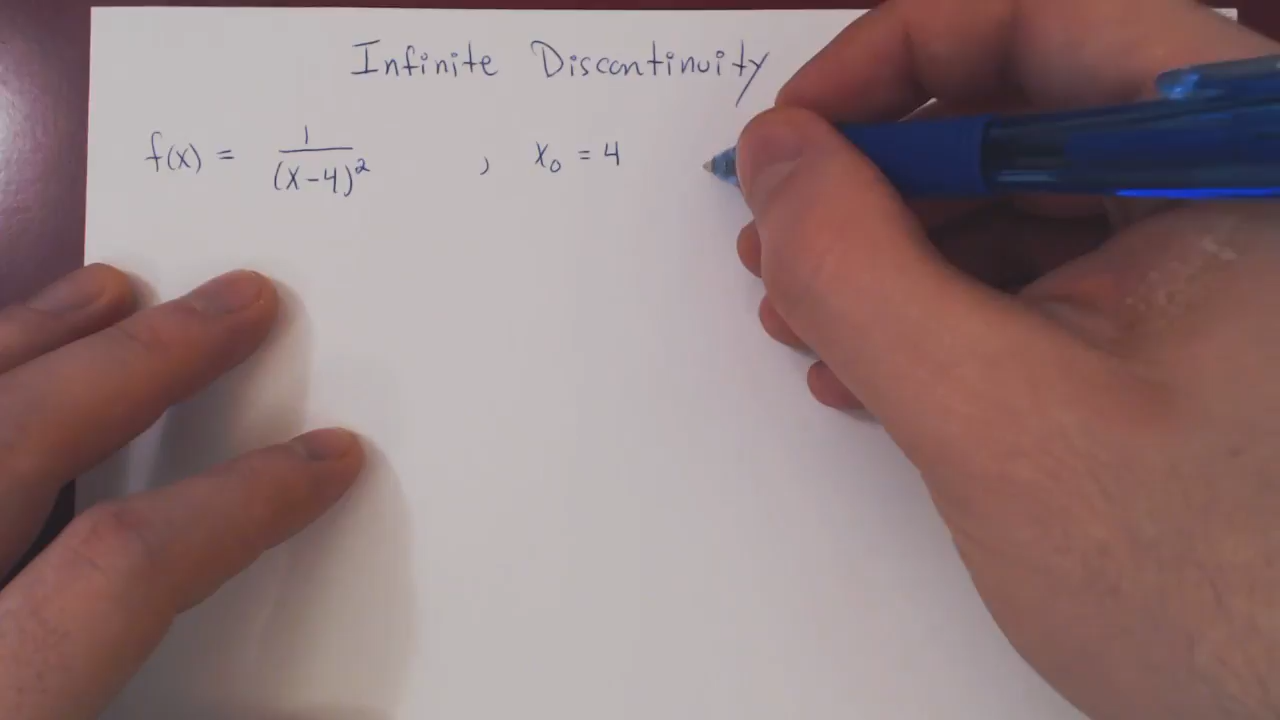 Infinite Discontinuity
f(x) = 1/(x-4)² , x₀ = 4